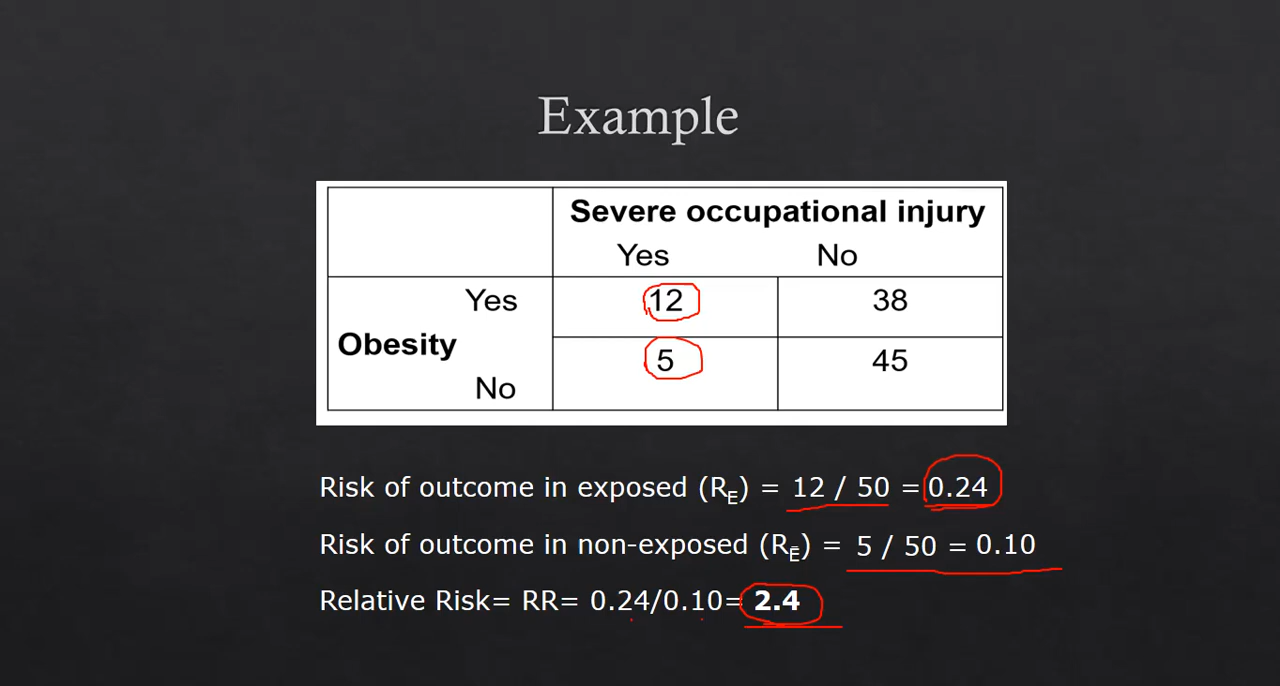 Example
Severe occupational injury
Yes No
Yes 12 38
Obesity
5 45
No
Risk of outcome in exposed (R_E) = 12 / 50 = 0.24
Risk of outcome in non-exposed (R_Ē) = 5 / 50 = 0.10
Relative Risk= RR= 0.24/0.10= 2.4